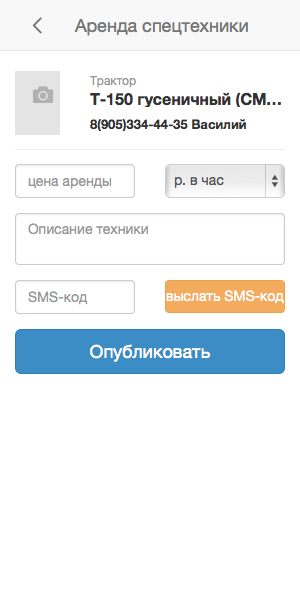 Аренда спецтехники
Трактор
Т-150 гусеничный (СМ...
8(905)334-44-35 Василий
цена аренды
р. в час
Описание техники
SMS-код
выслать SMS-код
Опубликовать